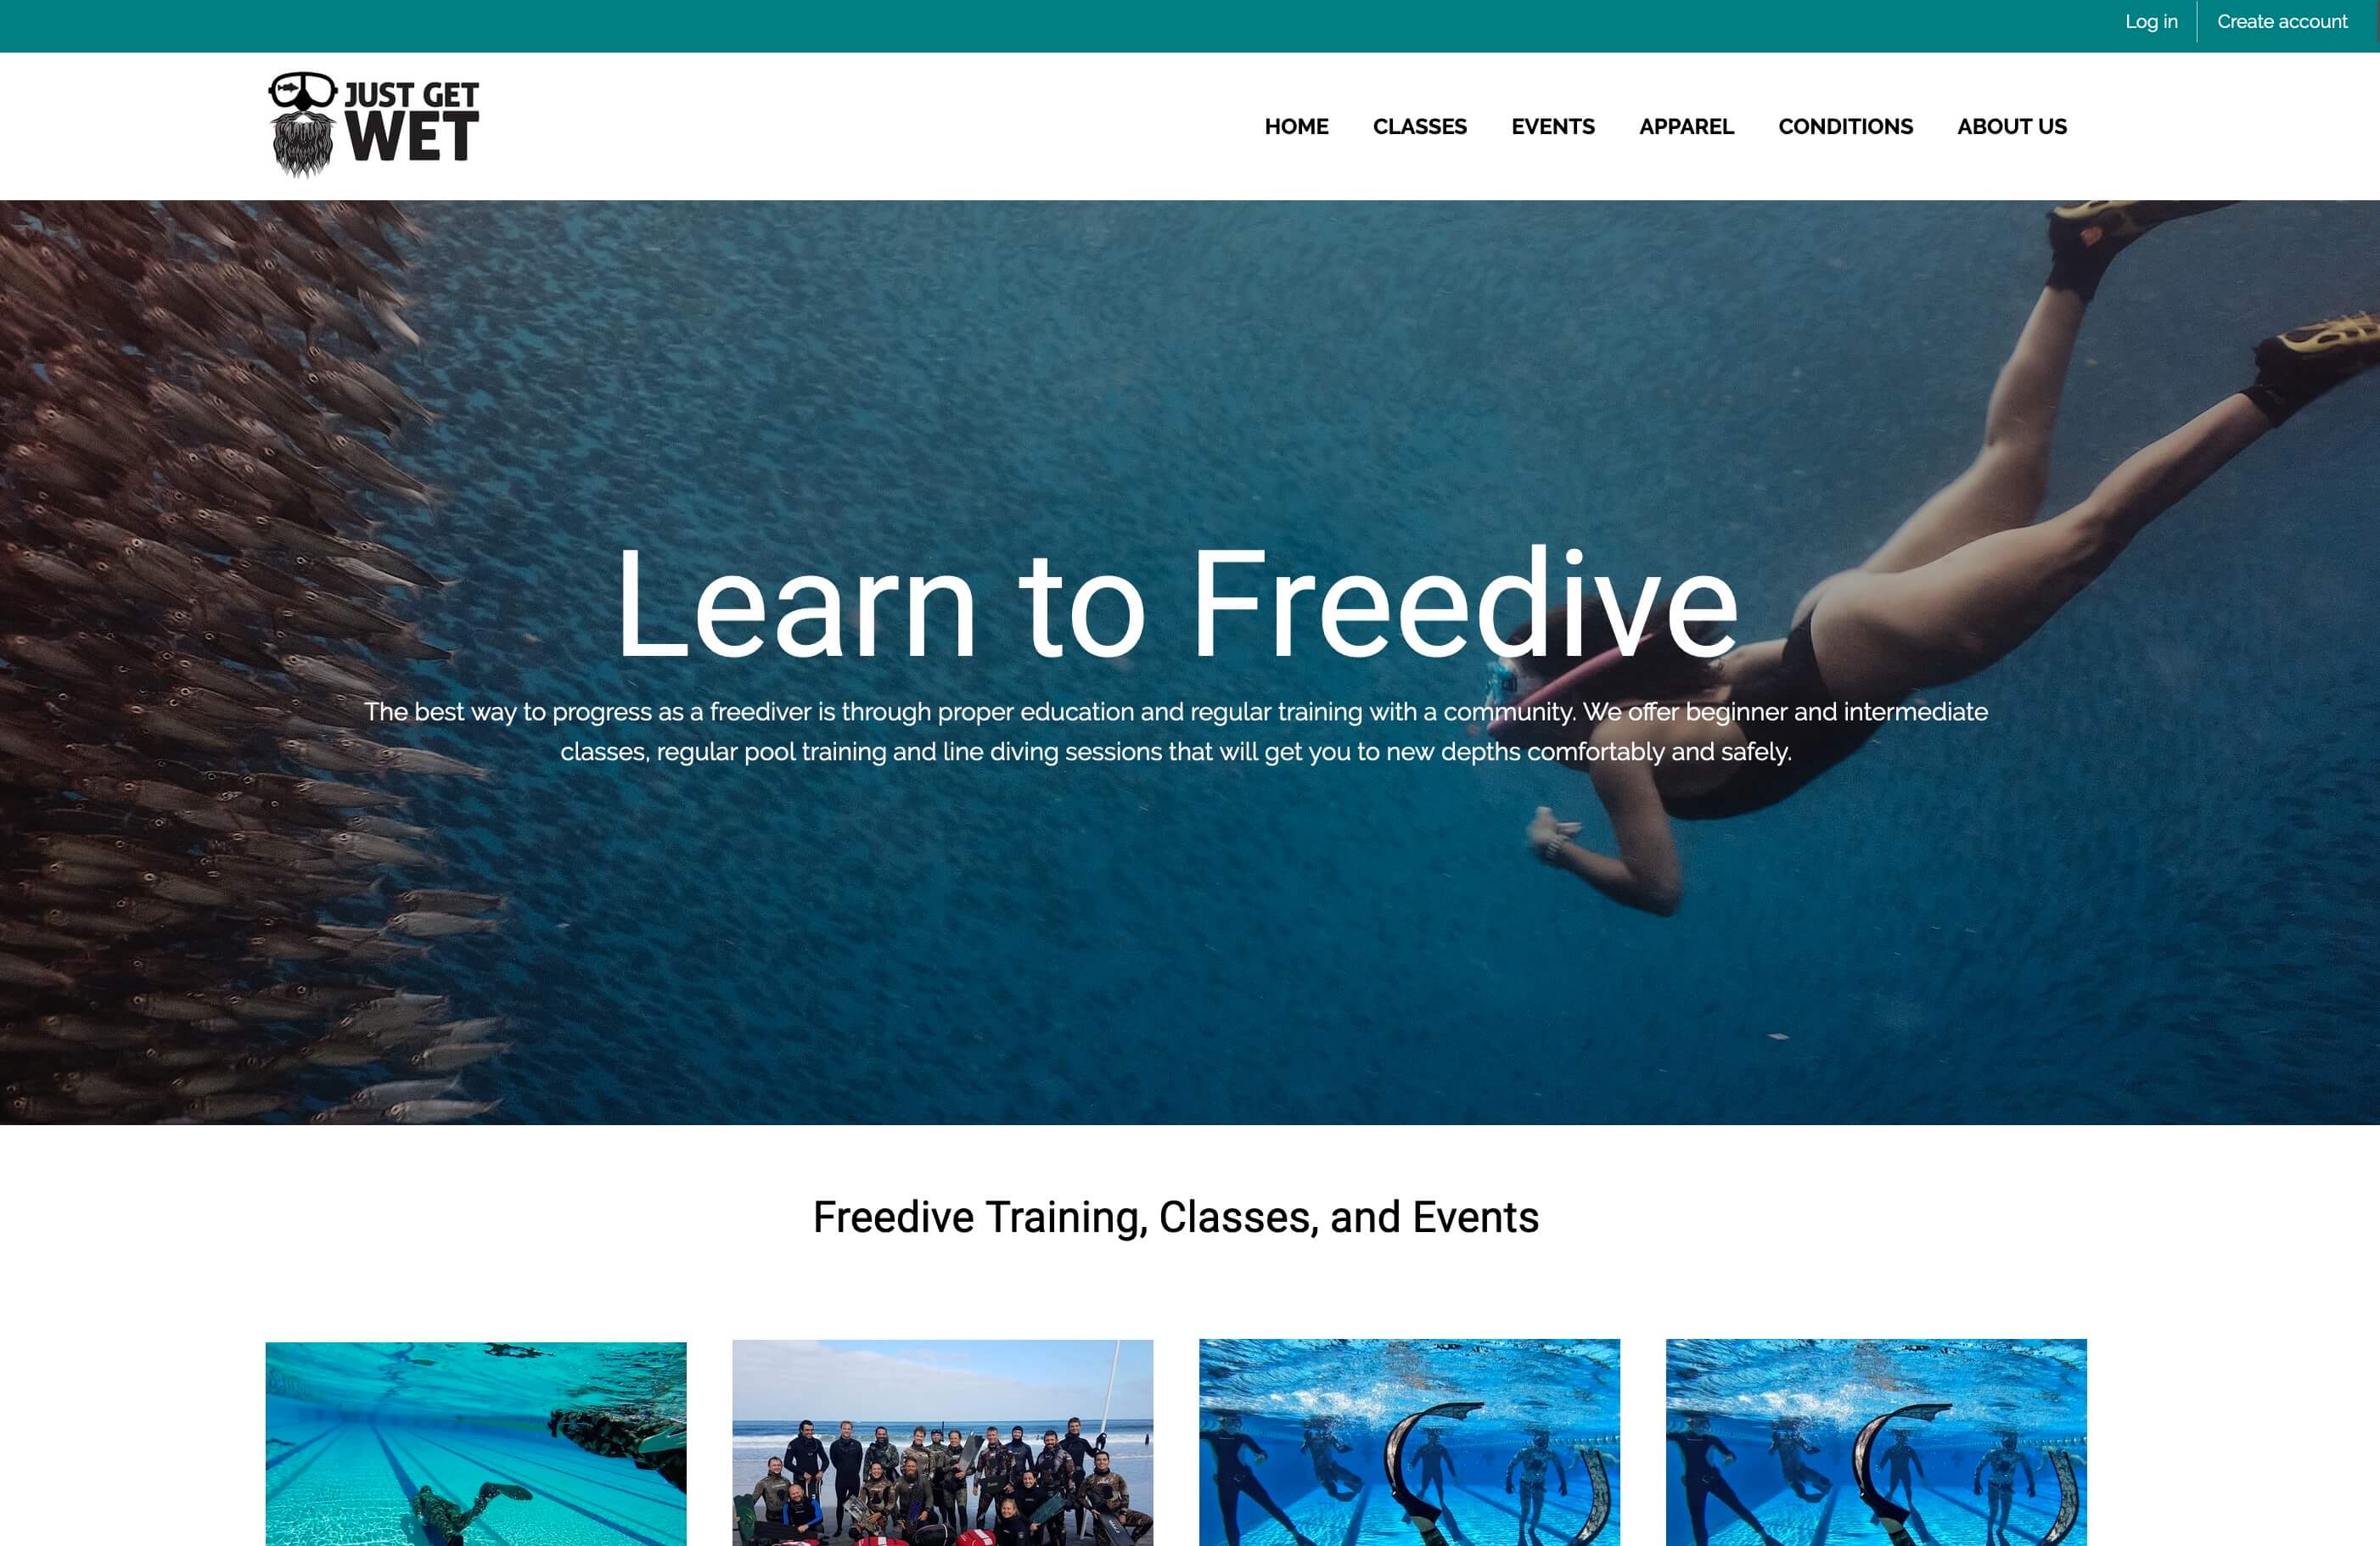 Log in
Create account
JUST GET
WET
HOME
CLASSES
EVENTS
APPAREL
CONDITIONS
ABOUT US
Learn to Freedive
The best way to progress as a freediver is through proper education and regular training with a community. We offer beginner and intermediate
classes, regular pool training and line diving sessions that will get you to new depths comfortably and safely.
Freedive Training, Classes, and Events